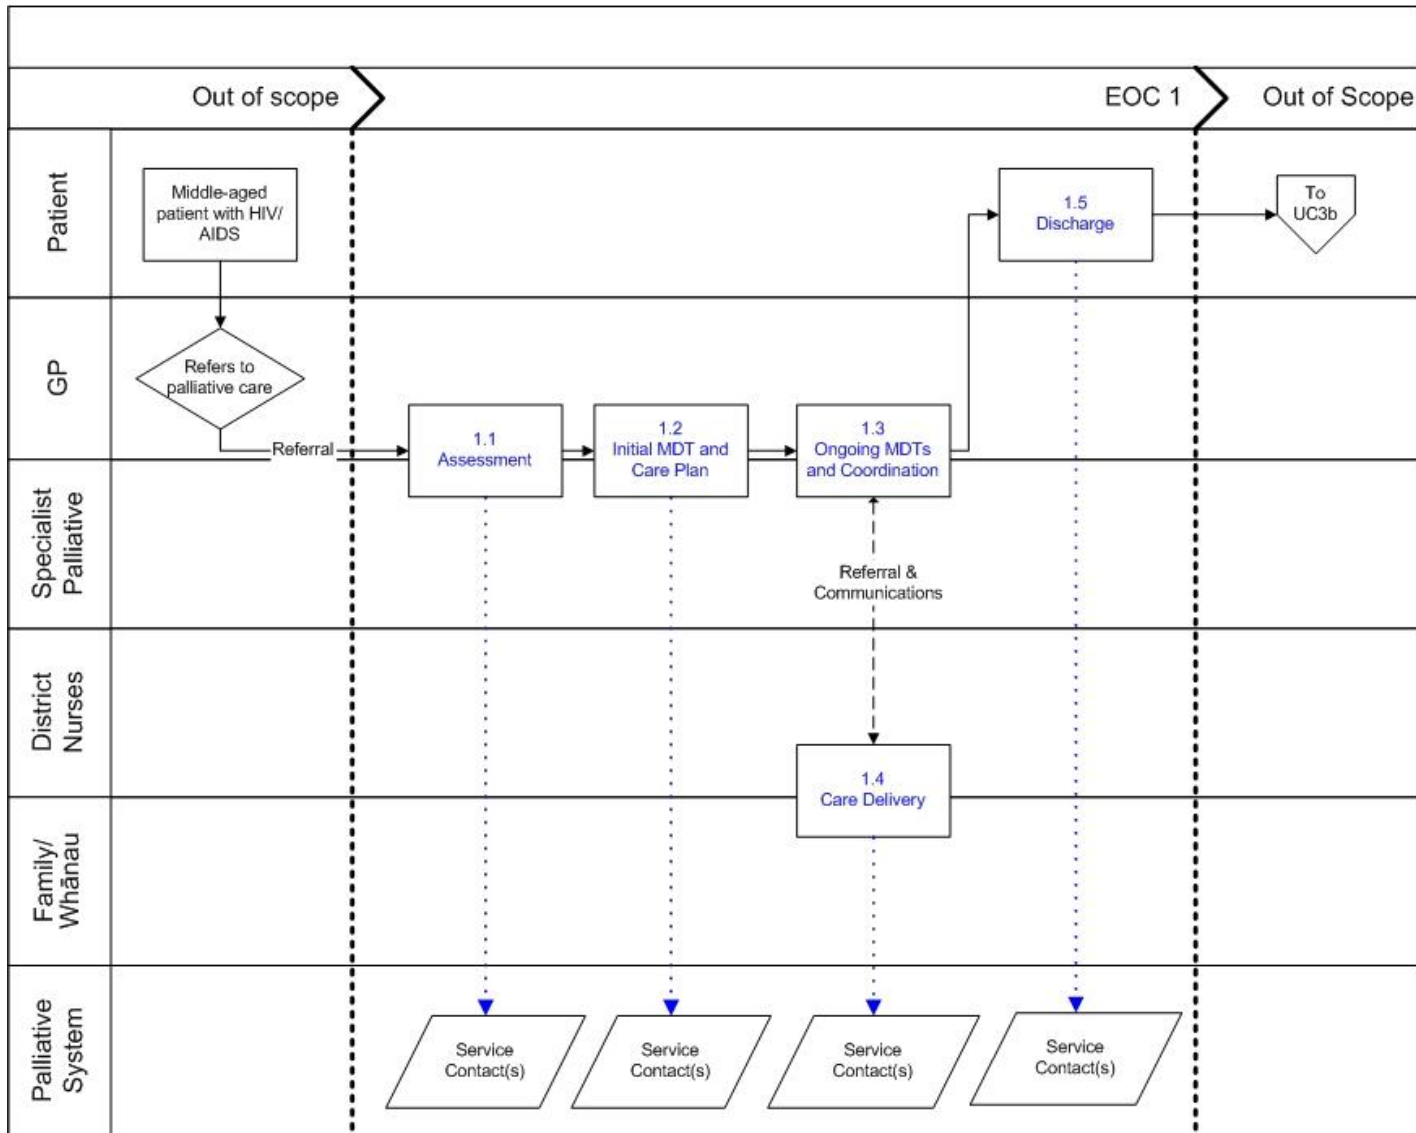 Out of scope
EOC 1
Out of Scope
Patient
Middle-aged
patient with HIV/
AIDS
1.5
Discharge
To
UC3b
GP
Refers to
palliative care
Referral
1.1
Assessment
1.2
Initial MDT and
Care Plan
1.3
Ongoing MDTs
and Coordination
Specialist
Palliative
Referral &
Communications
District
Nurses
1.4
Care Delivery
Family/
Whānau
Palliative
System
Service
Contact(s)
Service
Contact(s)
Service
Contact(s)
Service
Contact(s)